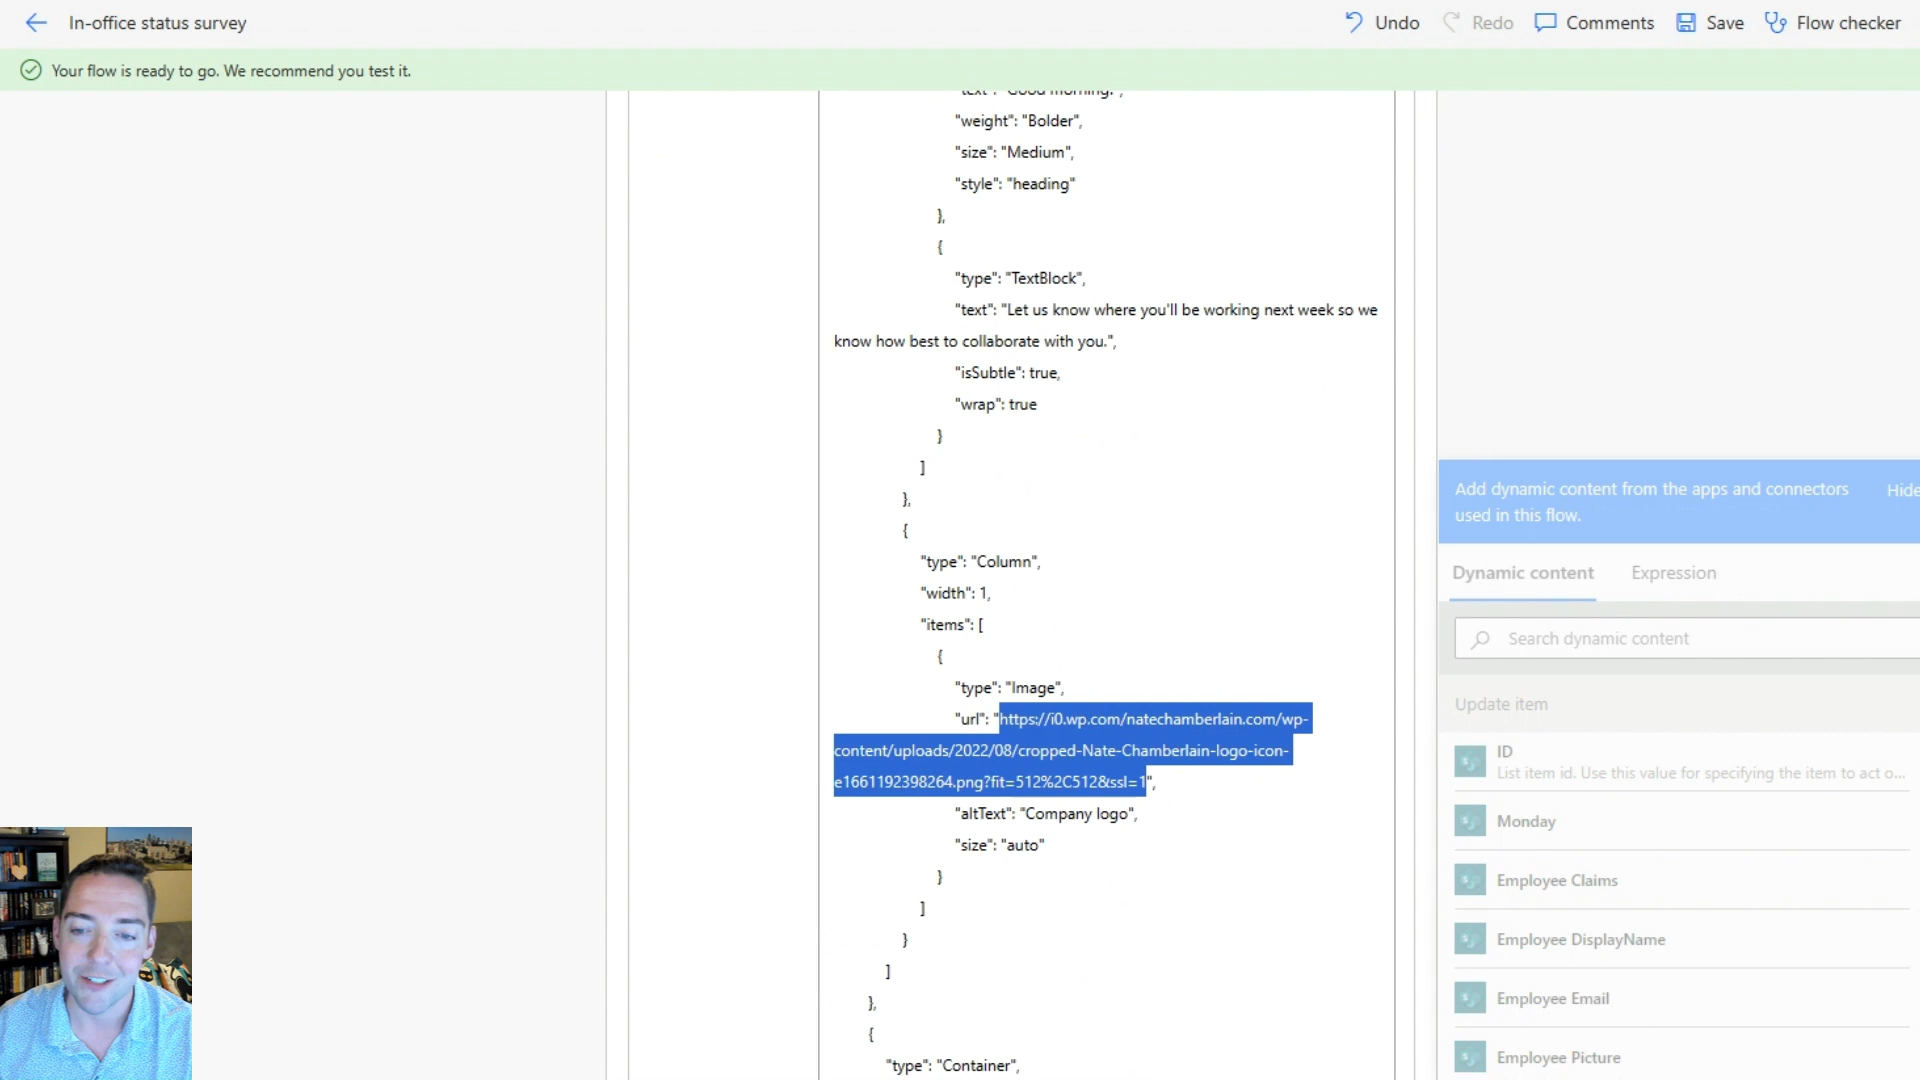 In-office status survey
Undo
Redo
Comments
Save
Flow checker
Your flow is ready to go. We recommend you test it.
"text": "Good morning.",
"weight": "Bolder",
"size": "Medium",
"style": "heading"
},
{
"type": "TextBlock",
"text": "Let us know where you'll be working next week so we
know how best to collaborate with you.",
"isSubtle": true,
"wrap": true
}
]
},
{
"type": "Column",
"width": 1,
"items": [
{
"type": "Image",
"url": "https://i0.wp.com/natechamberlain.com/wp-
content/uploads/2022/08/cropped-Nate-Chamberlain-logo-icon-
e1661192398264.png?fit=512%2C512&ssl=1",
"altText": "Company logo",
"size": "auto"
}
]
}
]
},
{
"type": "Container",
Add dynamic content from the apps and connectors
used in this flow.
Hide
Dynamic content
Expression
Search dynamic content
Update item
ID
List item id. Use this value for specifying the item to act o...
Monday
Employee Claims
Employee DisplayName
Employee Email
Employee Picture